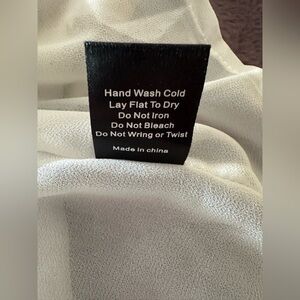 Hand Wash Cold
Lay Flat To Dry
Do Not Iron
Do Not Bleach
Do Not Wring or Twist
Made in china